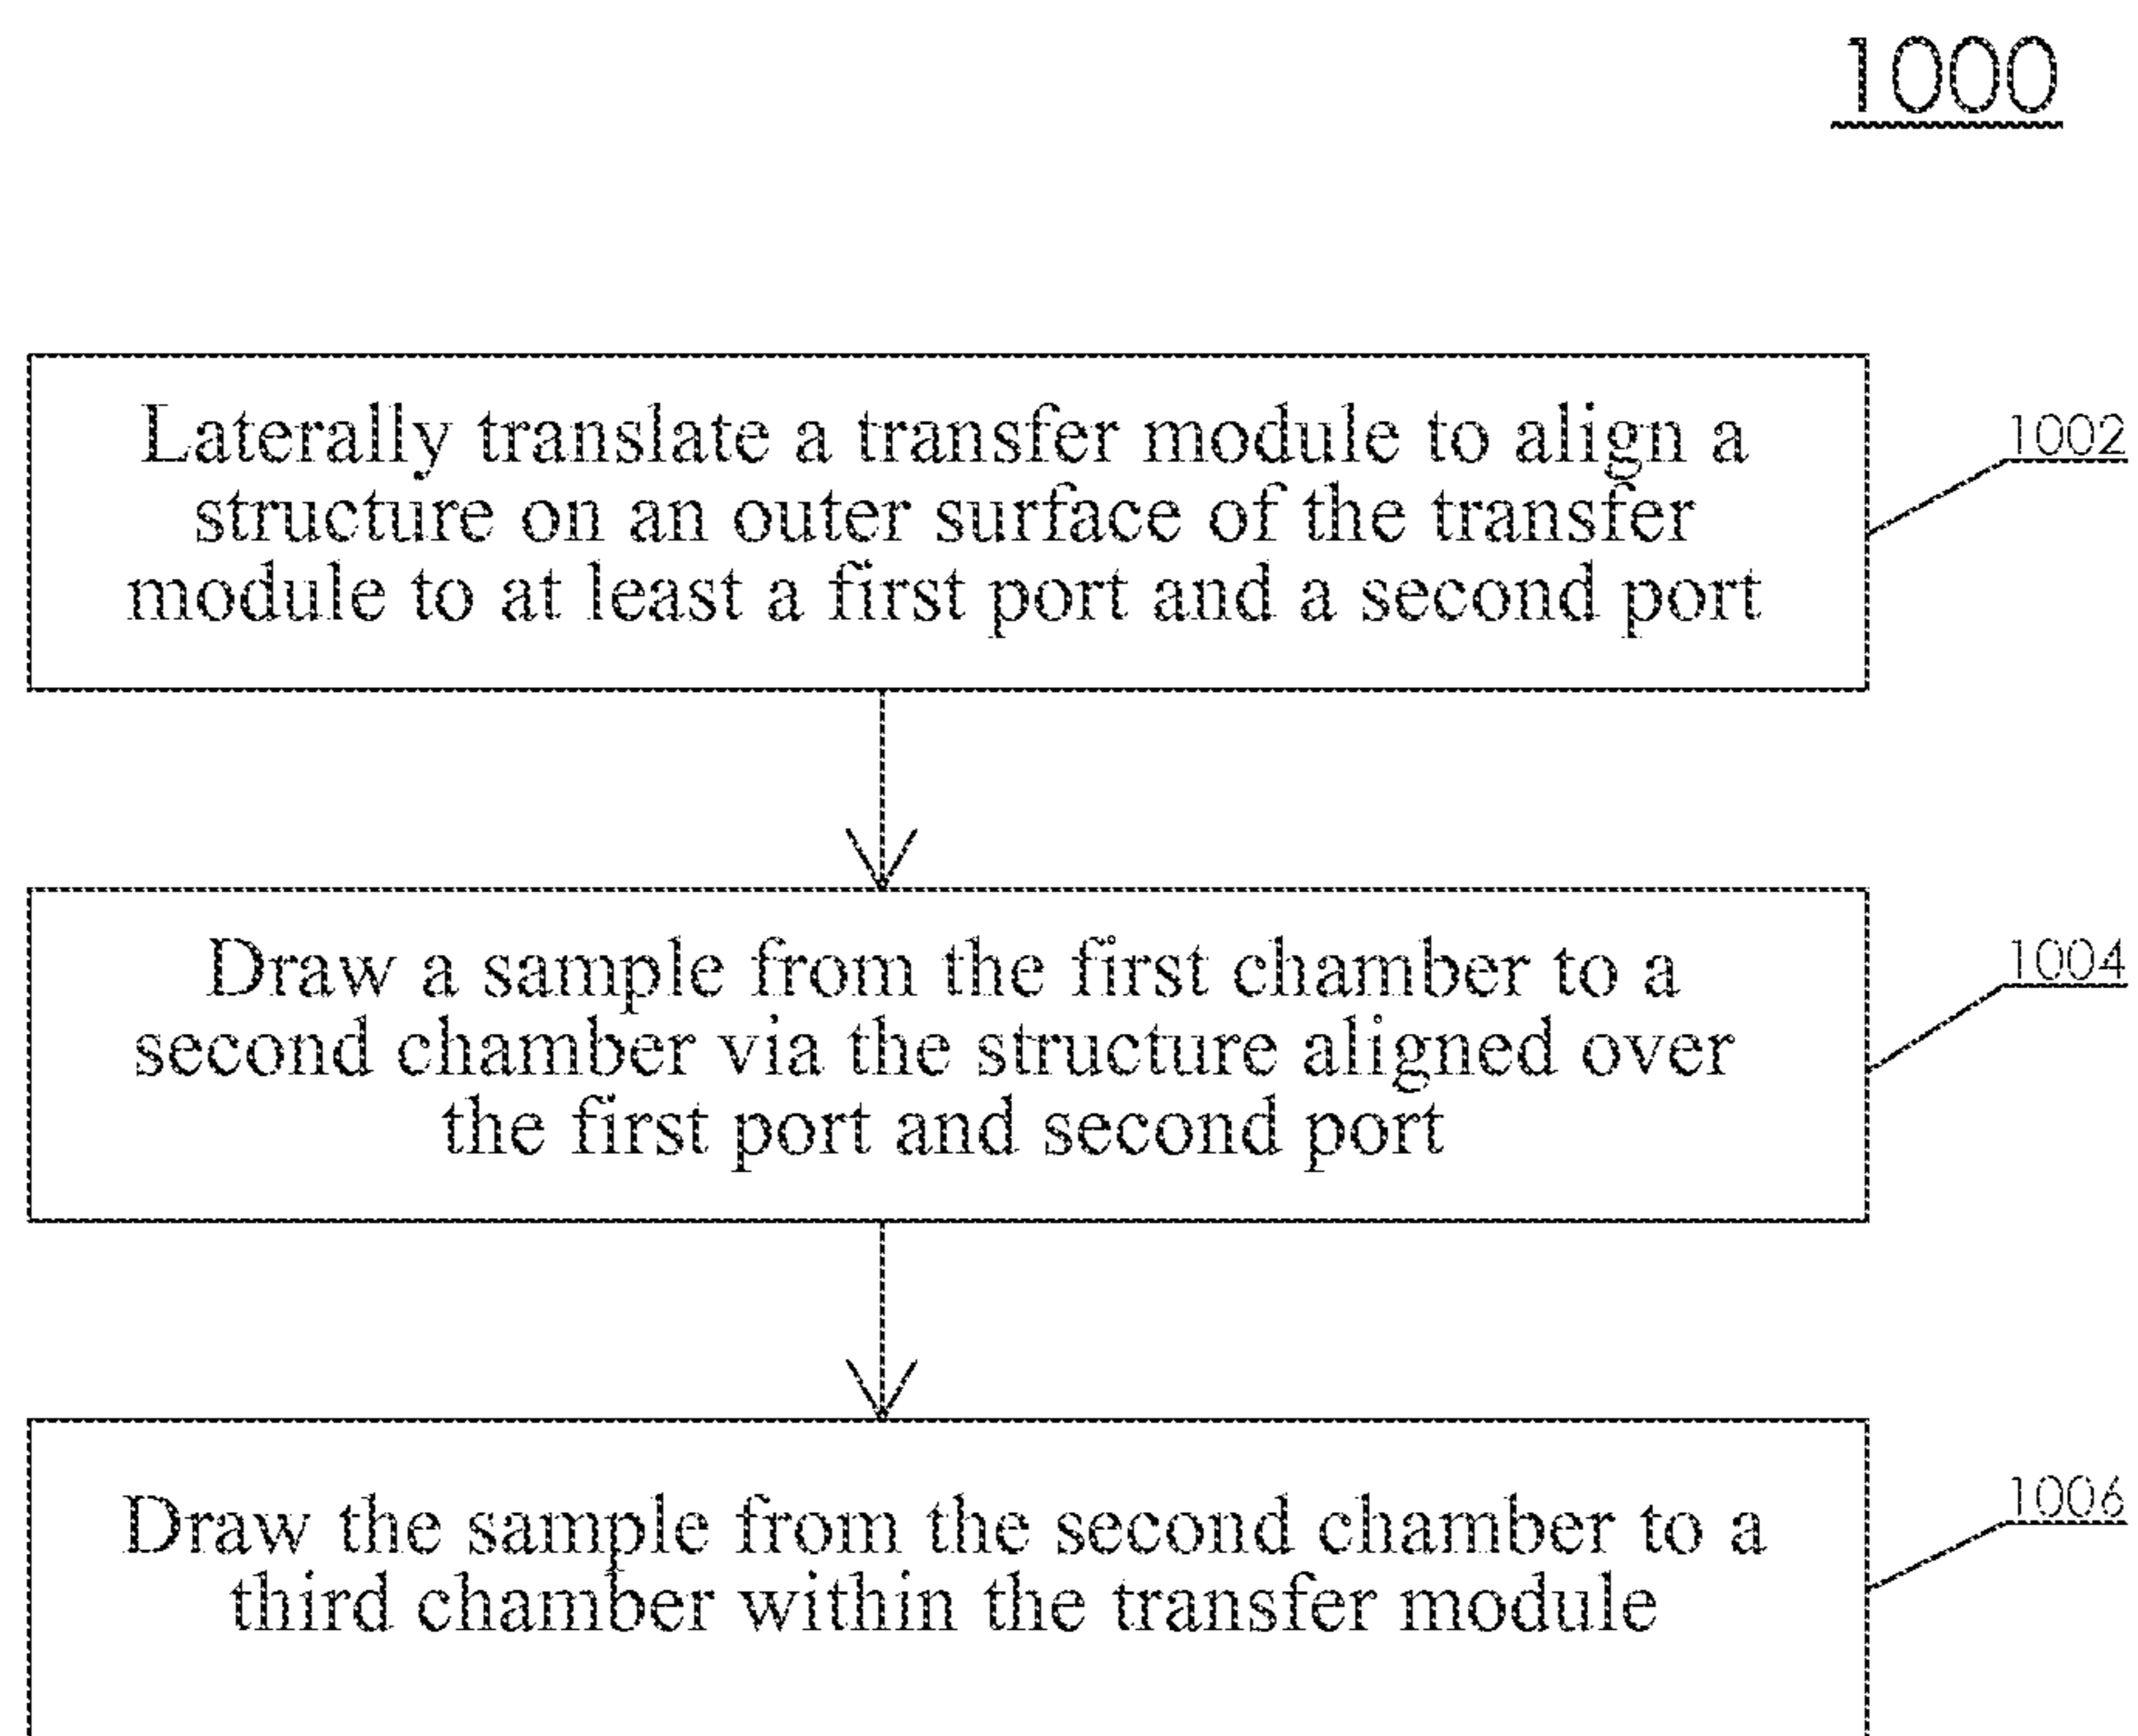 1000
Laterally translate a transfer module to align a
structure on an outer surface of the transfer
module to at least a first port and a second port
1002
Draw a sample from the first chamber to a
second chamber via the structure aligned over
the first port and second port
1004
Draw the sample from the second chamber to a
third chamber within the transfer module
1006